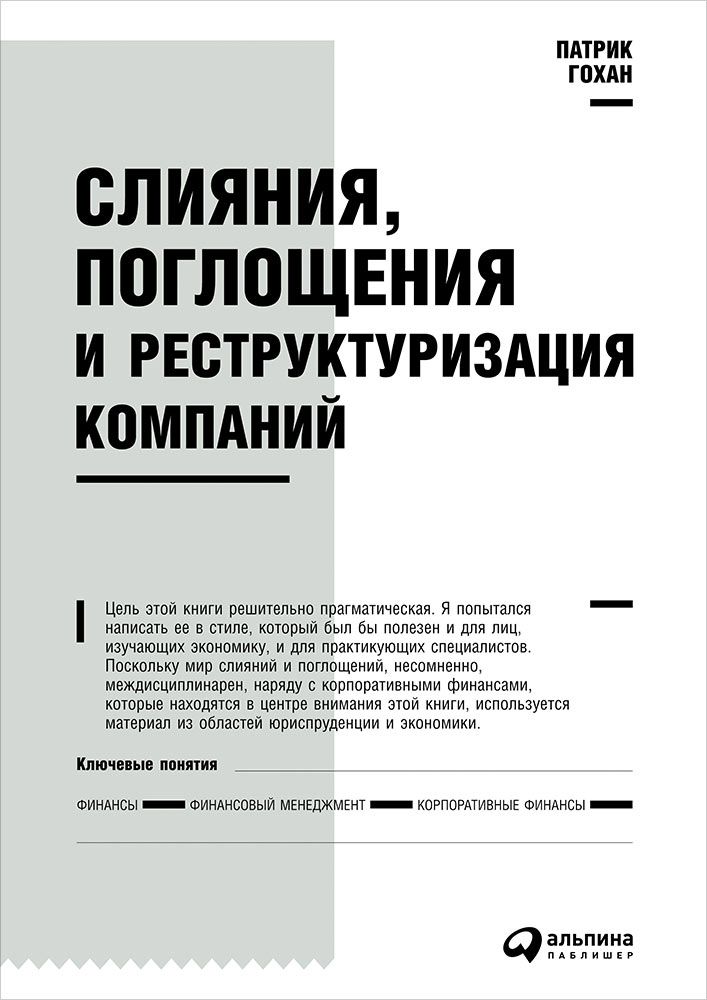 ПАТРИК
ГОХАН
СЛИЯНИЯ,
ПОГЛОЩЕНИЯ
И РЕСТРУКТУРИЗАЦИЯ
КОМПАНИЙ
Цель этой книги решительно прагматическая. Я попытался
написать ее в стиле, который был бы полезен и для лиц,
изучающих экономику, и для практикующих специалистов.
Поскольку мир слияний и поглощений, несомненно,
междисциплинарен, наряду с корпоративными финансами,
которые находятся в центре внимания этой книги, используется
материал из областей юриспруденции и экономики.
Ключевые понятия
ФИНАНСЫ ФИНАНСОВЫЙ МЕНЕДЖМЕНТ КОРПОРАТИВНЫЕ ФИНАНСЫ
альпина
ПАБЛИШЕР